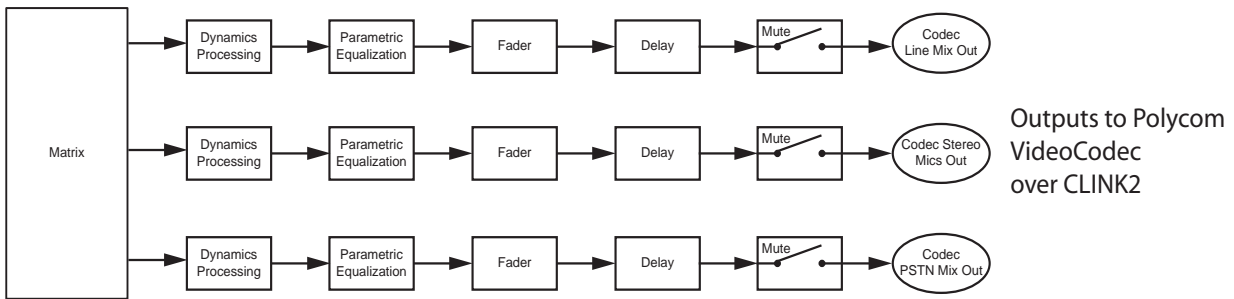 Dynamics
Processing
Parametric
Equalization
Fader
Delay
Mute
Codec
Line Mix Out
Matrix
Dynamics
Processing
Parametric
Equalization
Fader
Delay
Mute
Codec Stereo
Mics Out
Outputs to Polycom
VideoCodec
over CLINK2
Dynamics
Processing
Parametric
Equalization
Fader
Delay
Mute
Codec
PSTN Mix Out